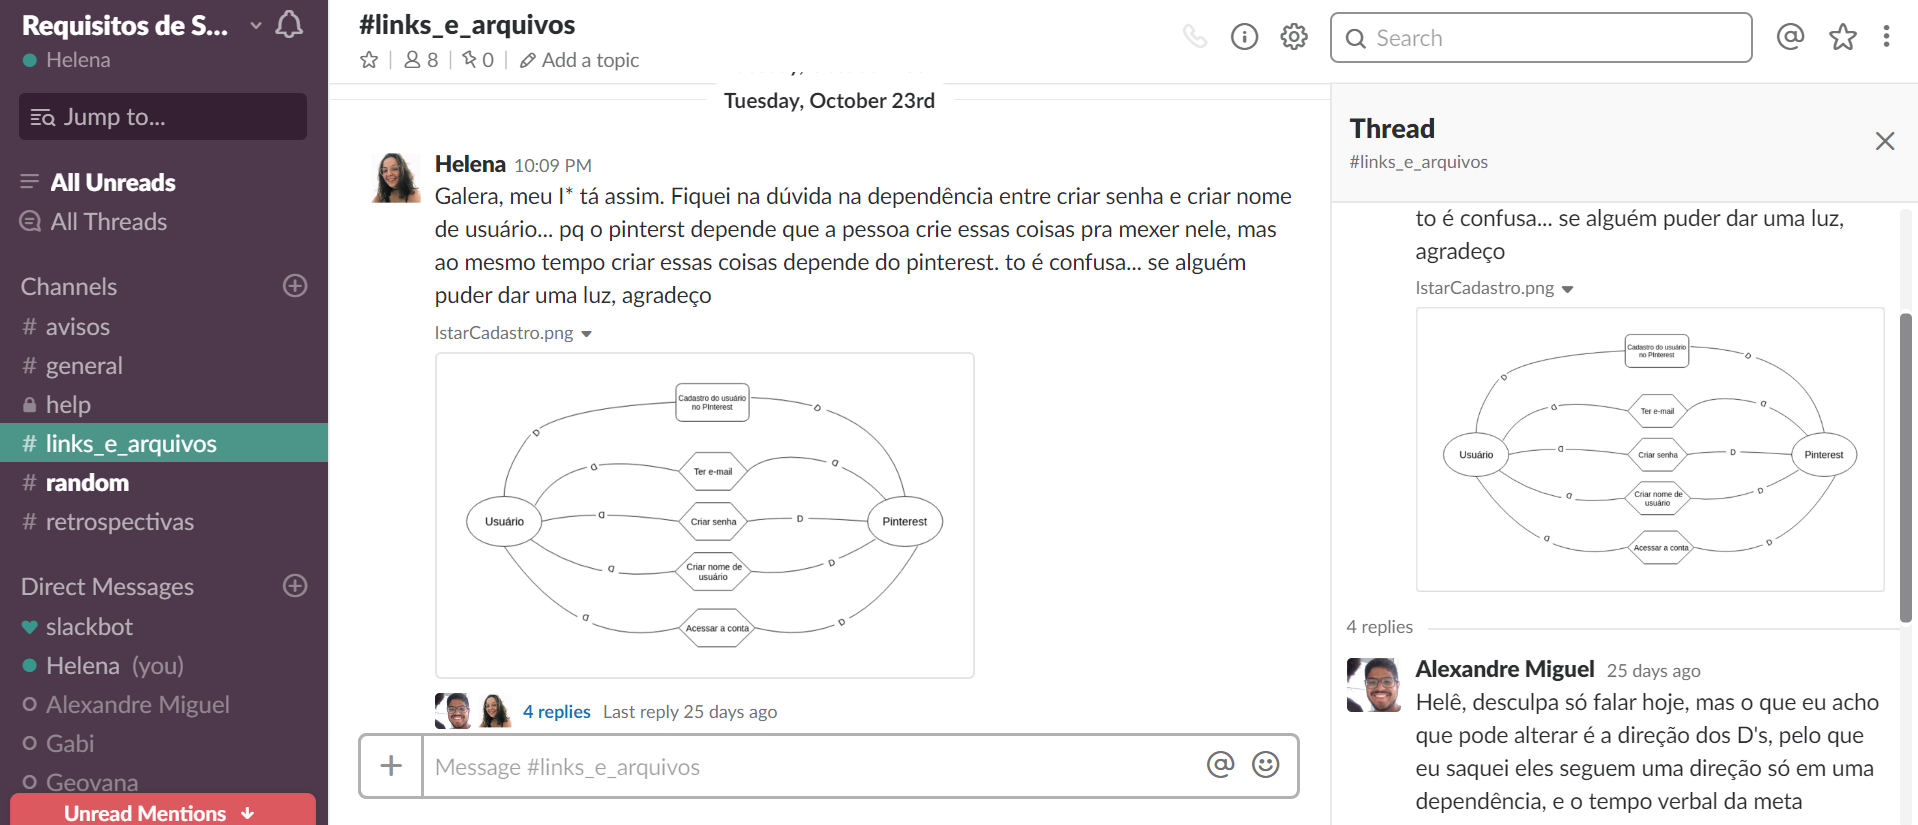 Requisitos de S...
Helena
Jump to...
All Unreads
All Threads
Channels
# avisos
# general
help
# links_e_arquivos
# random
# retrospectivas
Direct Messages
slackbot
Helena (you)
Alexandre Miguel
Gabi
Geovana
Unread Mentions
#links_e_arquivos
8
0
Add a topic
Search
Tuesday, October 23rd
Helena 10:09 PM
Galera, meu I* tá assim. Fiquei na dúvida na dependência entre criar senha e criar nome
de usuário... pq o pinterst depende que a pessoa crie essas coisas pra mexer nele, mas
ao mesmo tempo criar essas coisas depende do pinterest. to é confusa... se alguém
puder dar uma luz, agradeço
IstarCadastro.png
Cadastro do usuário
no PInterest
D
D
Ter e-mail
D
D
Usuário
D
Criar senha
D
Pinterest
D
Criar nome de
usuário
D
D
Acessar a conta
D
4 replies Last reply 25 days ago
Message #links_e_arquivos
Thread
#links_e_arquivos
to é confusa... se alguém puder dar uma luz,
agradeço
IstarCadastro.png
Cadastro do usuário
no PInterest
D
D
Ter e-mail
D
D
Usuário
D
Criar senha
D
Pinterest
D
Criar nome de
usuário
D
D
Acessar a conta
D
4 replies
Alexandre Miguel 25 days ago
Helê, desculpa só falar hoje, mas o que eu acho
que pode alterar é a direção dos D's, pelo que
eu saquei eles seguem uma direção só em uma
dependência, e o tempo verbal da meta